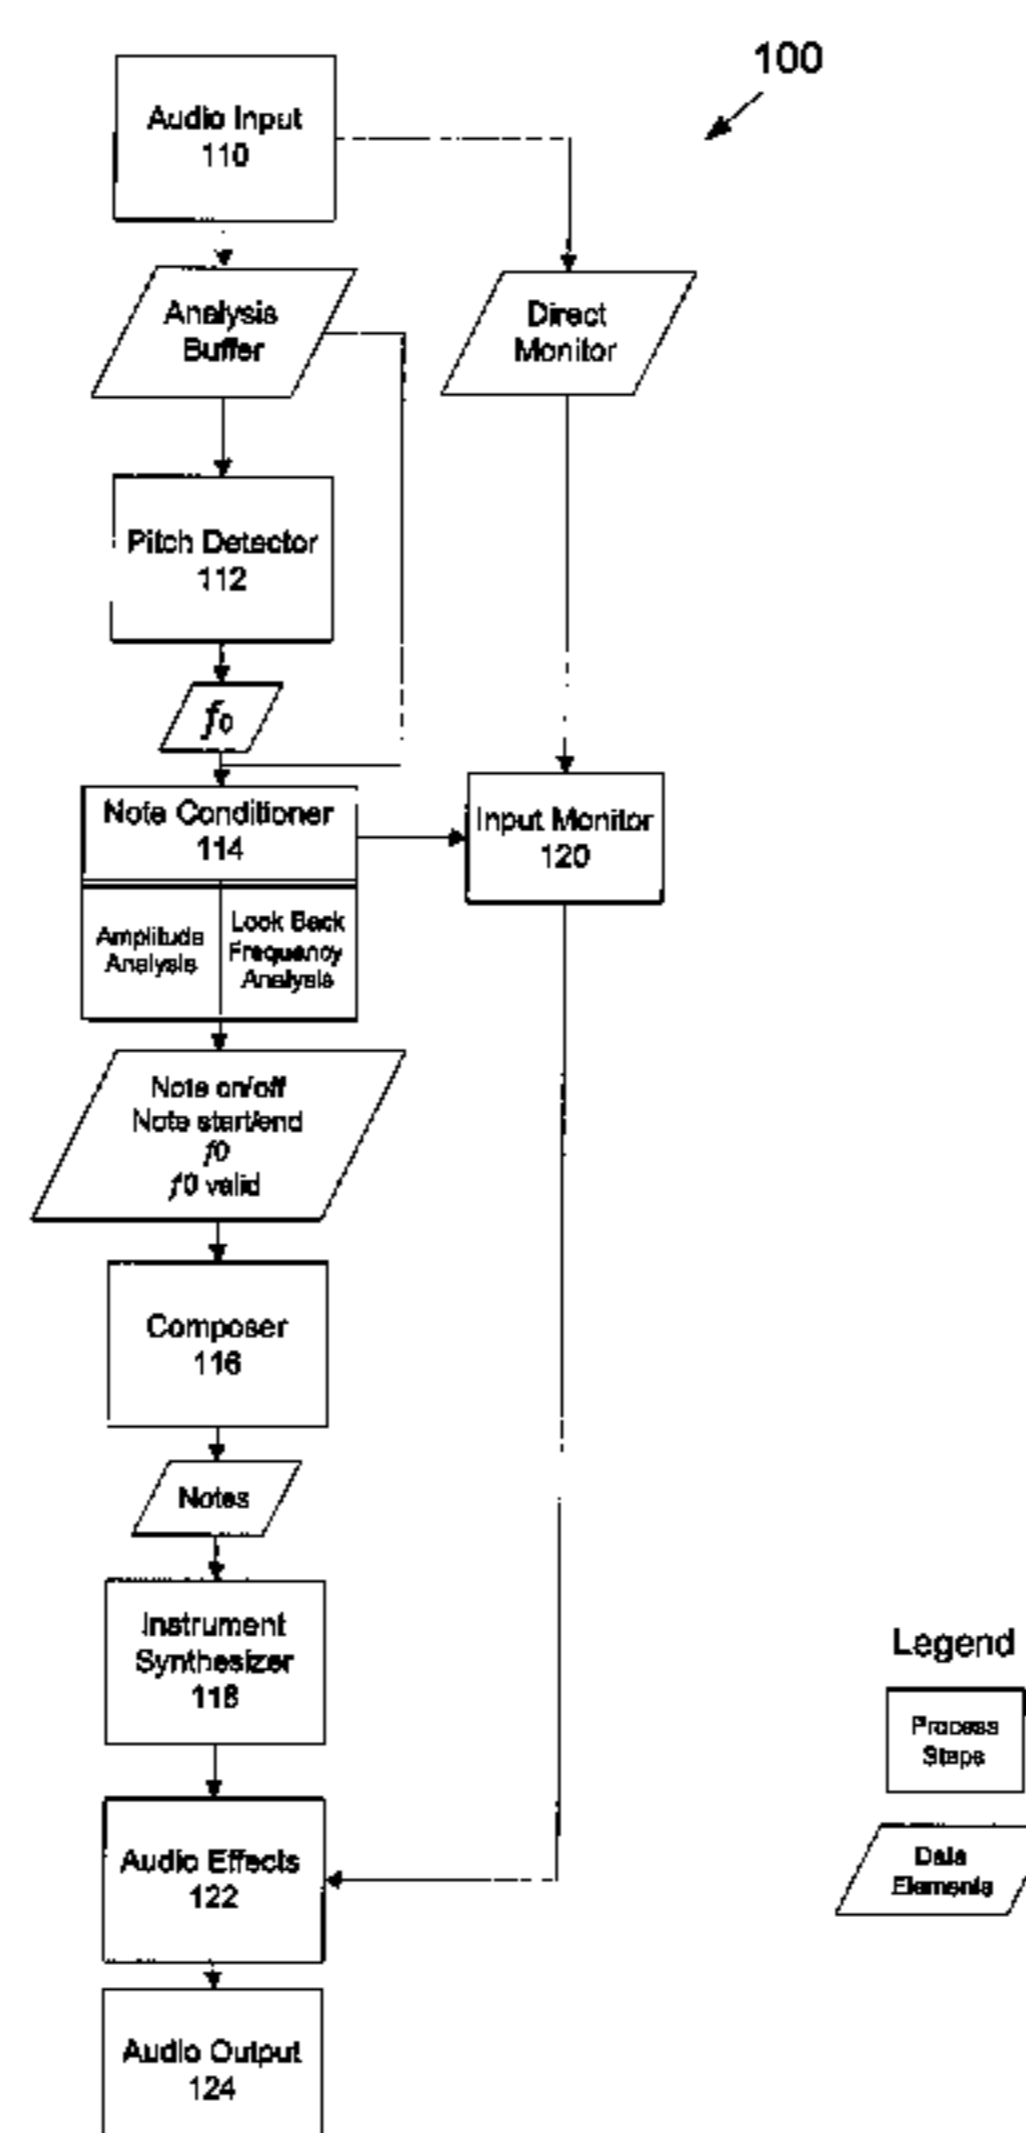 100
Audio Input
110
Analysis
Buffer
Direct
Monitor
Pitch Detector
112
f0
Note Conditioner
114
Input Monitor
120
Amplitude
Analysis
Look Back
Frequency
Analysis
Note on/off
Note start/end
f0
f0 valid
Composer
116
Notes
Instrument
Synthesizer
118
Legend
Process
Steps
Audio Effects
122
Data
Elements
Audio Output
124